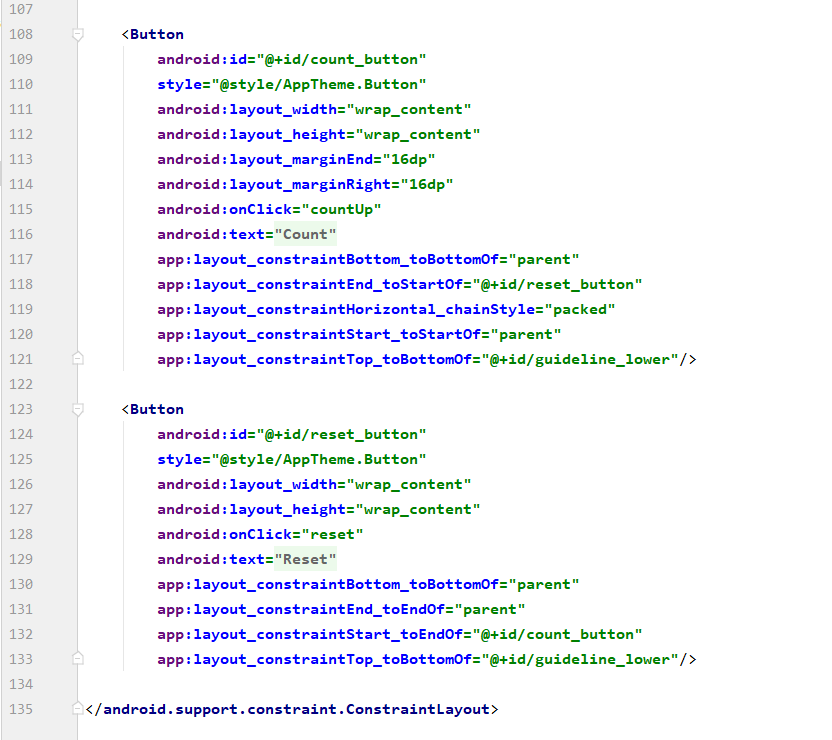 107
108 <Button
109 android:id="@+id/count_button"
110 style="@style/AppTheme.Button"
111 android:layout_width="wrap_content"
112 android:layout_height="wrap_content"
113 android:layout_marginEnd="16dp"
114 android:layout_marginRight="16dp"
115 android:onClick="countUp"
116 android:text="Count"
117 app:layout_constraintBottom_toBottomOf="parent"
118 app:layout_constraintEnd_toStartOf="@+id/reset_button"
119 app:layout_constraintHorizontal_chainStyle="packed"
120 app:layout_constraintStart_toStartOf="parent"
121 app:layout_constraintTop_toBottomOf="@+id/guideline_lower"/>
122
123 <Button
124 android:id="@+id/reset_button"
125 style="@style/AppTheme.Button"
126 android:layout_width="wrap_content"
127 android:layout_height="wrap_content"
128 android:onClick="reset"
129 android:text="Reset"
130 app:layout_constraintBottom_toBottomOf="parent"
131 app:layout_constraintEnd_toEndOf="parent"
132 app:layout_constraintStart_toEndOf="@+id/count_button"
133 app:layout_constraintTop_toBottomOf="@+id/guideline_lower"/>
134
135 </android.support.constraint.ConstraintLayout>